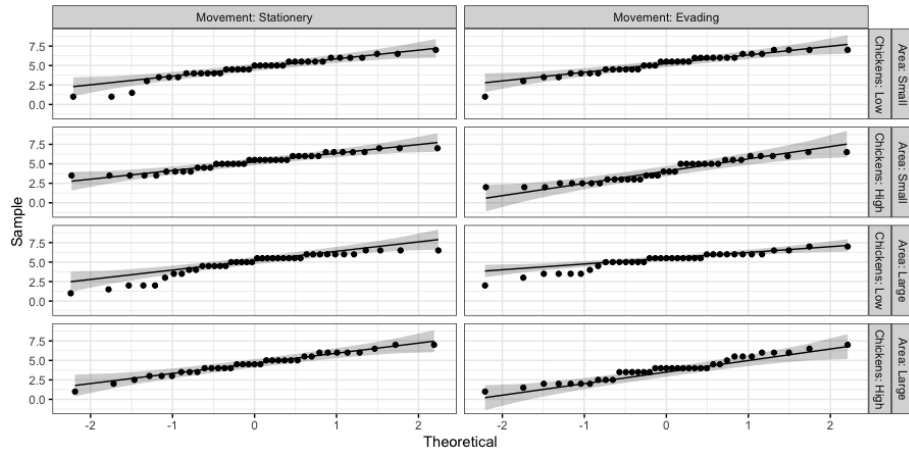 Movement: Stationery
Movement: Evading
7.5
5.0
2.5
0.0
Chickens: Low
Area: Small
7.5
5.0
2.5
0.0
Chickens: High
Area: Small
7.5
5.0
2.5
0.0
Chickens: Low
Area: Large
7.5
5.0
2.5
0.0
Chickens: High
Area: Large
Sample
-2 -1 0 1 2
-2 -1 0 1 2
Theoretical